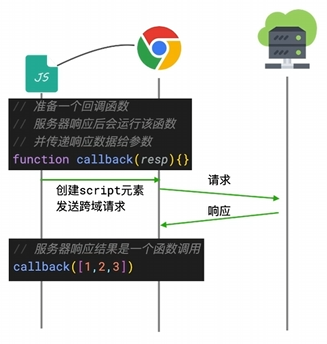 JS
// 准备一个回调函数
// 服务器响应后会运行该函数
// 并传递响应数据给参数
function callback(resp){}
创建script元素
发送跨域请求
请求
响应
// 服务器响应结果是一个函数调用
callback([1,2,3])